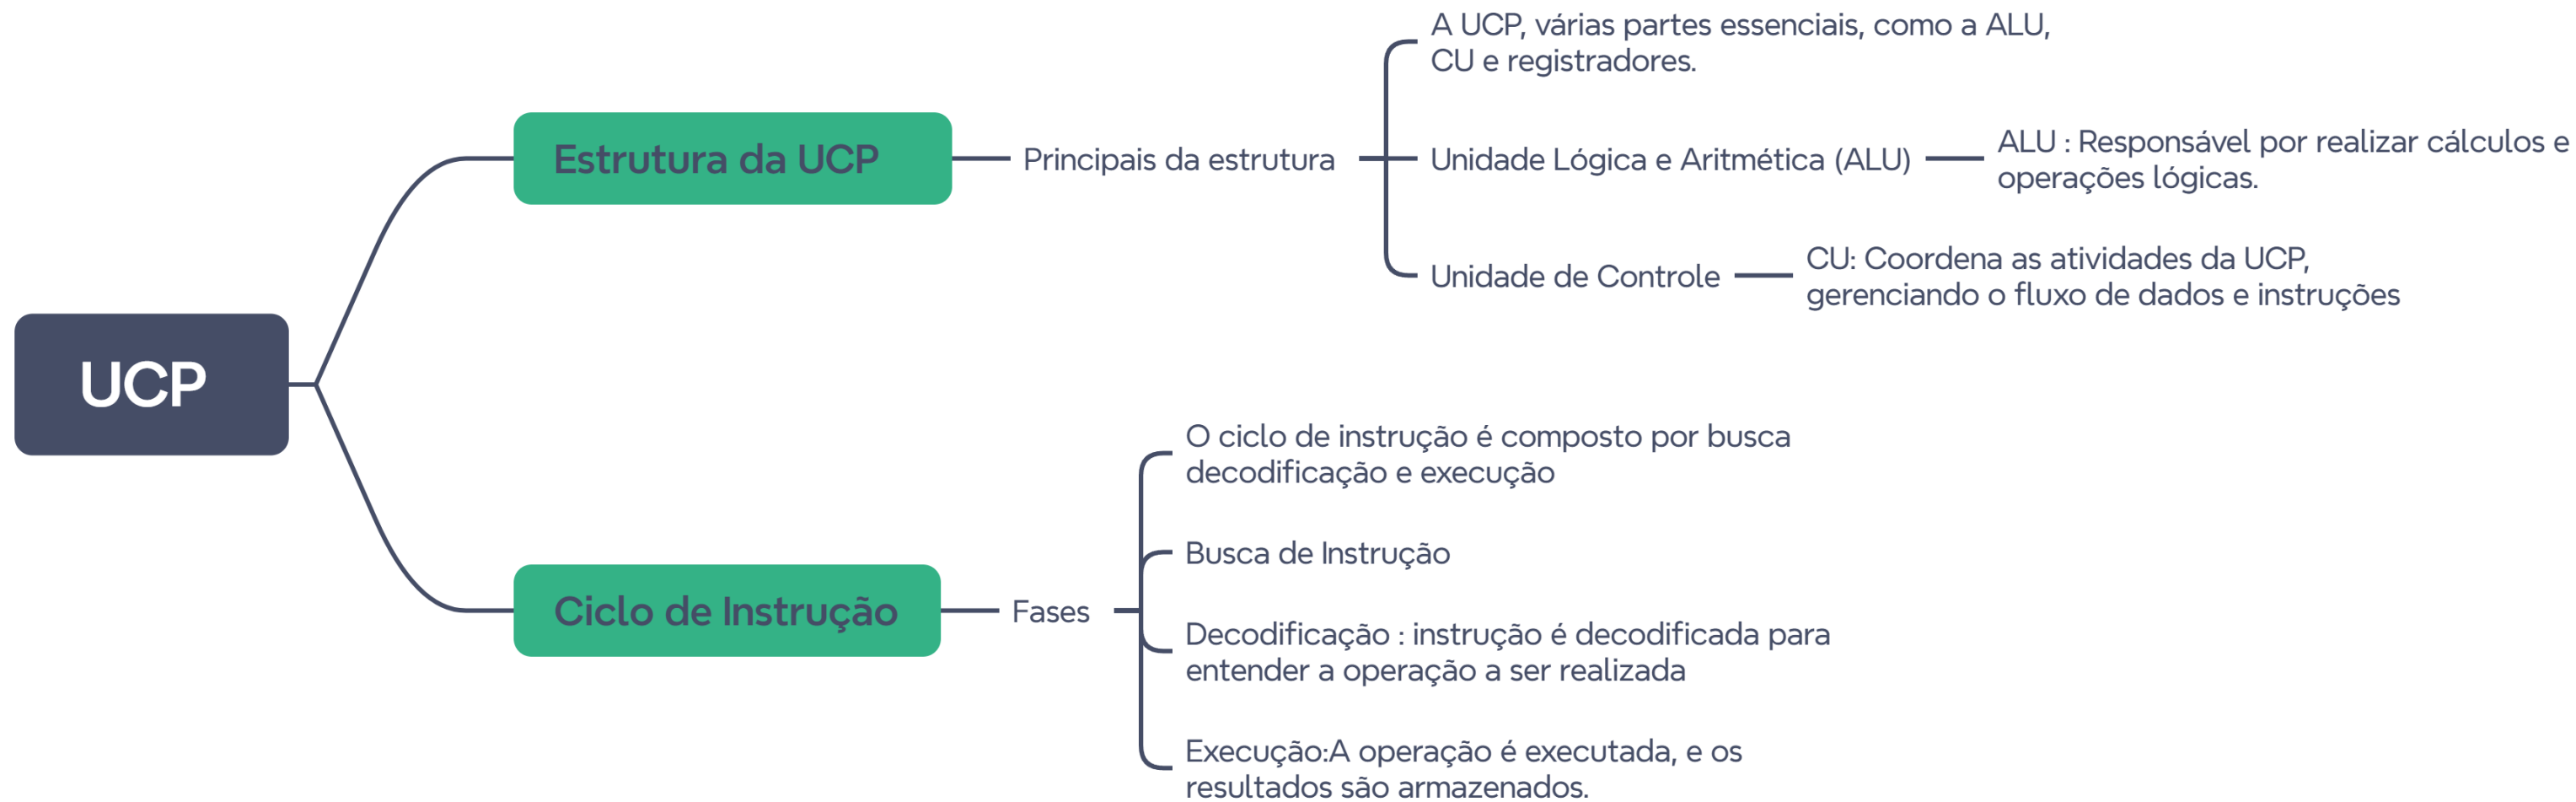 UCP
Estrutura da UCP
Principais da estrutura
A UCP, várias partes essenciais, como a ALU,
CU e registradores.
Unidade Lógica e Aritmética (ALU)
ALU : Responsável por realizar cálculos e
operações lógicas.
Unidade de Controle
CU: Coordena as atividades da UCP,
gerenciando o fluxo de dados e instruções
Ciclo de Instrução
Fases
O ciclo de instrução é composto por busca
decodificação e execução
Busca de Instrução
Decodificação : instrução é decodificada para
entender a operação a ser realizada
Execução:A operação é executada, e os
resultados são armazenados.